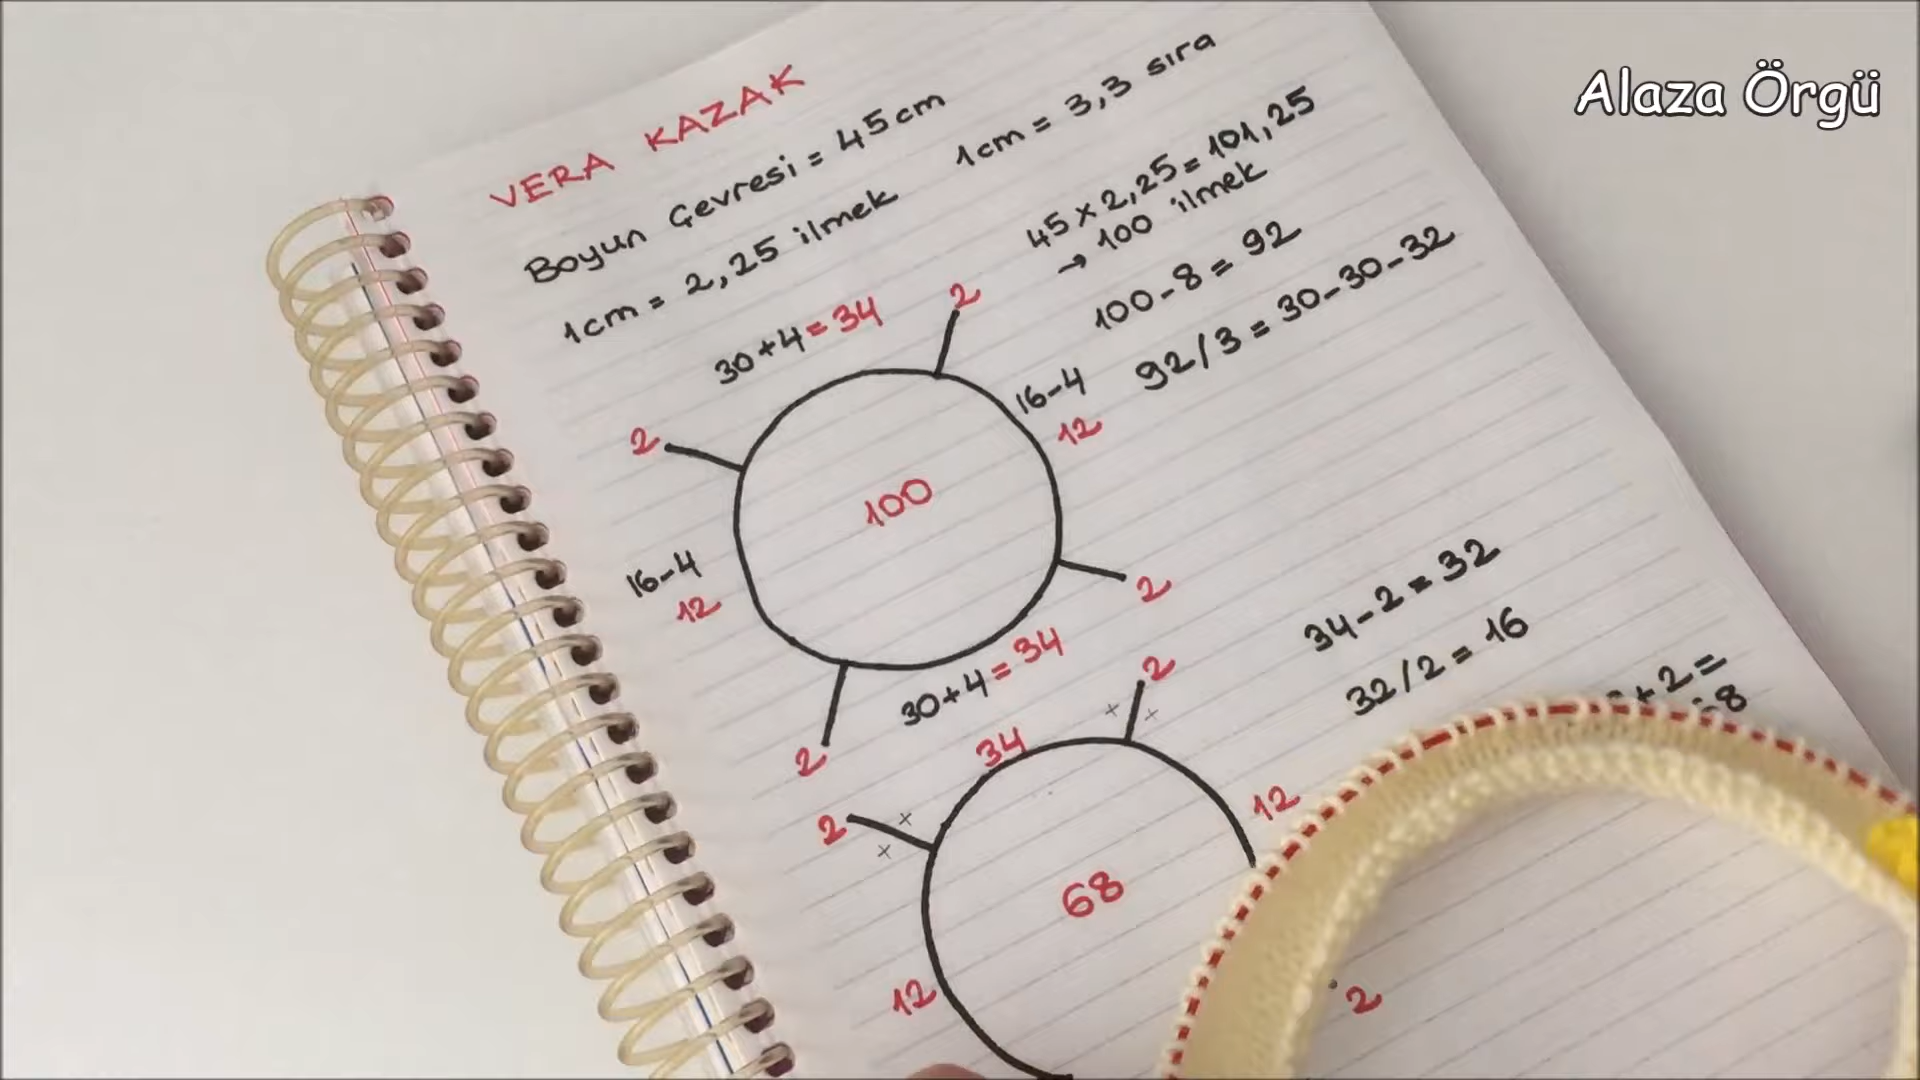 Alaza Örgü
VERA KAZAK
Boyun Çevresi = 45cm
1cm = 2,25 ilmek
1cm = 3,3 sıra
45 x 2,25 = 101,25
→ 100 ilmek
100-8 = 92
92/3 = 30-30-32
30+4=34
2
2
16-4
12
100
16-4
12
2
30+4=34
2
34-2=32
32/2=16
+2=
2
34
2
12
68
12
2